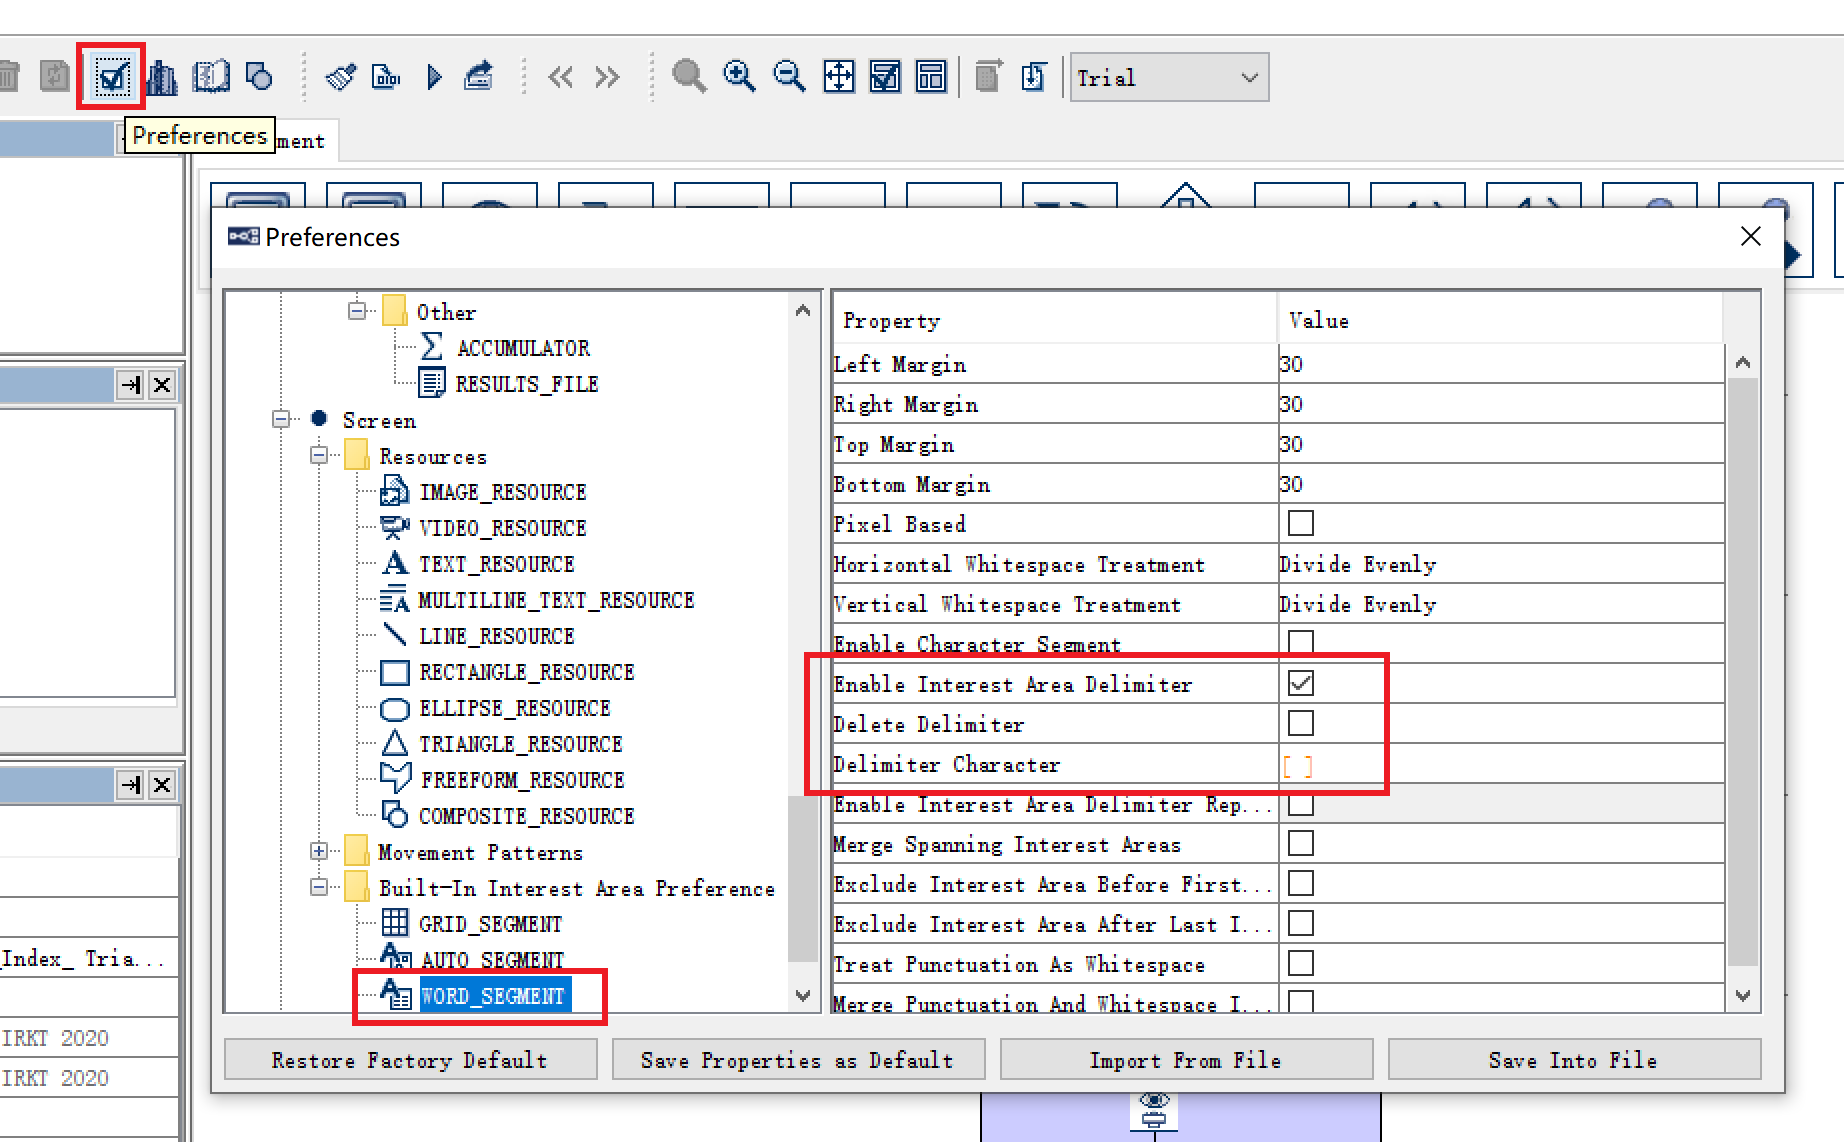 Trial
Preferences
ment
Preferences
Other
ACCUMULATOR
RESULTS_FILE
Screen
Resources
IMAGE_RESOURCE
VIDEO_RESOURCE
TEXT_RESOURCE
MULTILINE_TEXT_RESOURCE
LINE_RESOURCE
RECTANGLE_RESOURCE
ELLIPSE_RESOURCE
TRIANGLE_RESOURCE
FREEFORM_RESOURCE
COMPOSITE_RESOURCE
Movement Patterns
Built-In Interest Area Preference
GRID_SEGMENT
AUTO_SEGMENT
WORD_SEGMENT
Property Value
Left Margin 30
Right Margin 30
Top Margin 30
Bottom Margin 30
Pixel Based
Horizontal Whitespace Treatment Divide Evenly
Vertical Whitespace Treatment Divide Evenly
Enable Character Segment
Enable Interest Area Delimiter
Delete Delimiter
Delimiter Character [ ]
Enable Interest Area Delimiter Rep...
Merge Spanning Interest Areas
Exclude Interest Area Before First...
Exclude Interest Area After Last I...
Treat Punctuation As Whitespace
Merge Punctuation And Whitespace I...
Restore Factory Default
Save Properties as Default
Import From File
Save Into File
_Index_ Tria...
IRKT 2020
IRKT 2020